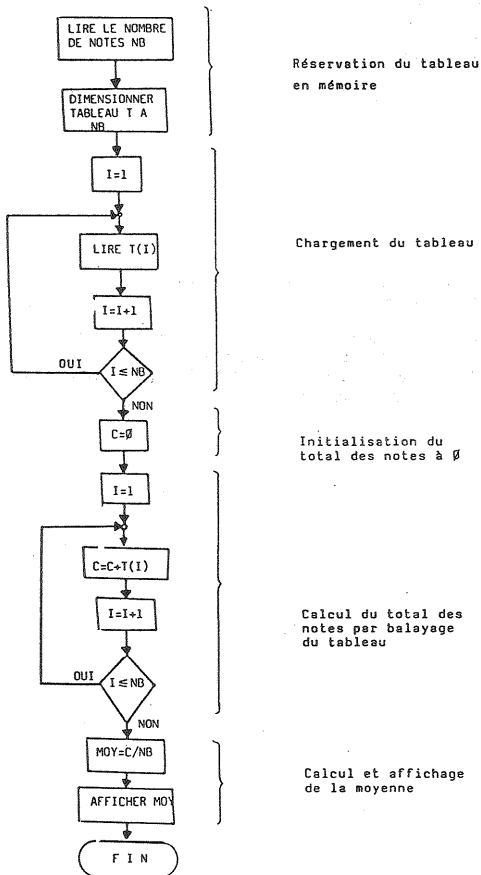 LIRE LE NOMBRE
DE NOTES NB
Réservation du tableau
en mémoire
DIMENSIONNER
TABLEAU T A
NB
I=1
LIRE T(I)
Chargement du tableau
I=I+1
OUI
I ≤ NB
NON
C=Ø
Initialisation du
total des notes à Ø
I=1
C=C+T(I)
I=I+1
Calcul du total des
notes par balayage
du tableau
OUI
I ≤ NB
NON
MOY=C/NB
Calcul et affichage
de la moyenne
AFFICHER MOY
F I N